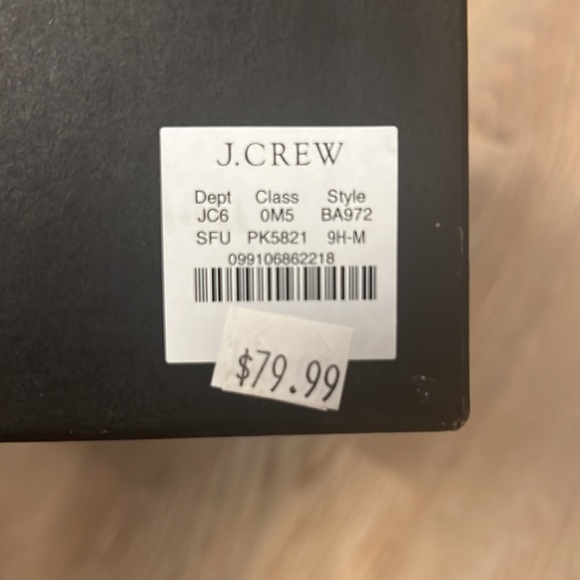 J.CREW
Dept Class Style
JC6 0M5 BA972
SFU PK5821 9H-M
099106862218
$79.99